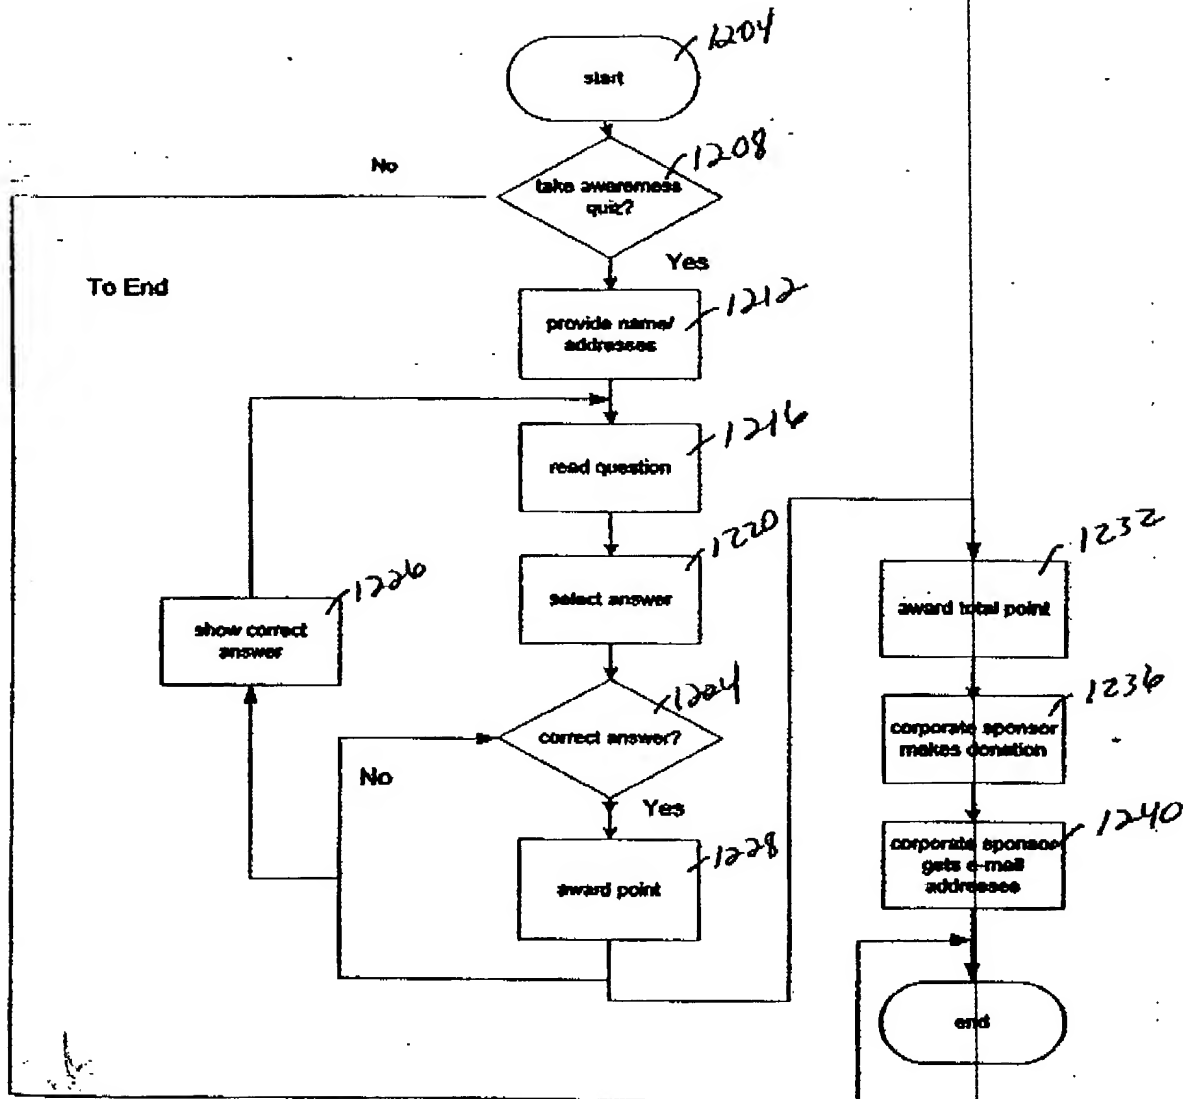 1204
start
1208
No
take awareness
quiz?
Yes
To End
1212
provide name/
addresses
1216
read question
1220
select answer
1226
show correct
answer
1204
correct answer?
No
Yes
1228
award point
1232
award total point
1236
corporate sponsor
makes donation
1240
corporate sponsor
gets e-mail
addresses
end